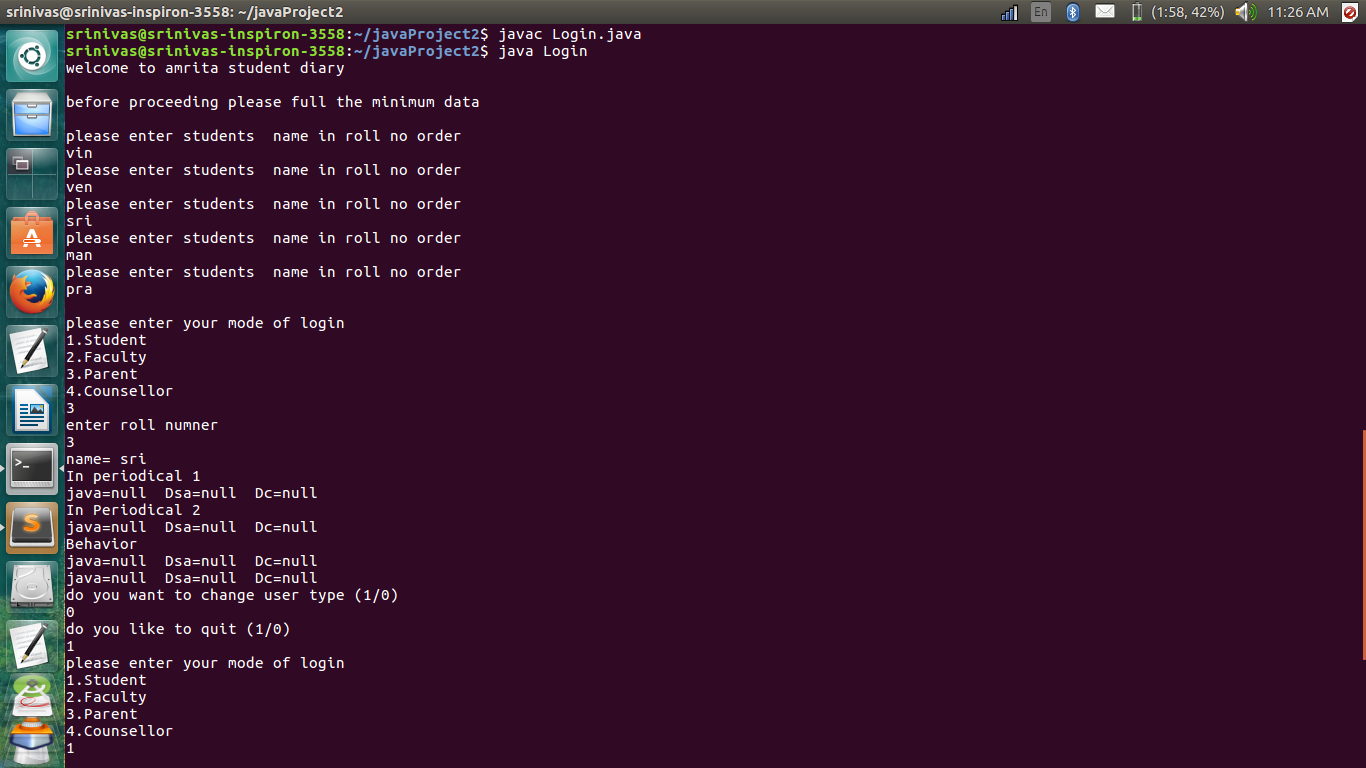 srinivas@srinivas-inspiron-3558: ~/javaProject2
En
(1:58, 42%)
11:26 AM
srinivas@srinivas-inspiron-3558:~/javaProject2$ javac Login.java
srinivas@srinivas-inspiron-3558:~/javaProject2$ java Login
welcome to amrita student diary
before proceeding please full the minimum data
please enter students  name in roll no order
vin
please enter students  name in roll no order
ven
please enter students  name in roll no order
sri
please enter students  name in roll no order
man
please enter students  name in roll no order
pra
please enter your mode of login
1.Student
2.Faculty
3.Parent
4.Counsellor
3
enter roll numner
3
name= sri
In periodical 1
java=null  Dsa=null  Dc=null
In Periodical 2
java=null  Dsa=null  Dc=null
Behavior
java=null  Dsa=null  Dc=null
java=null  Dsa=null  Dc=null
do you want to change user type (1/0)
0
do you like to quit (1/0)
1
please enter your mode of login
1.Student
2.Faculty
3.Parent
4.Counsellor
1